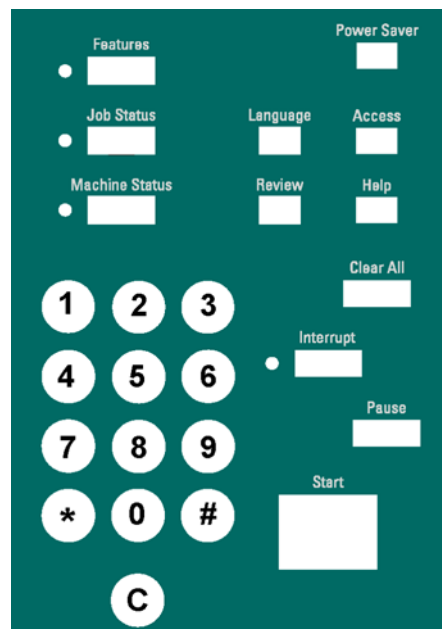 Power Saver
Features
Job Status
Language
Access
Machine Status
Review
Help
Clear All
1 2 3
Interrupt
4 5 6
Pause
7 8 9
Start
* 0 #
C